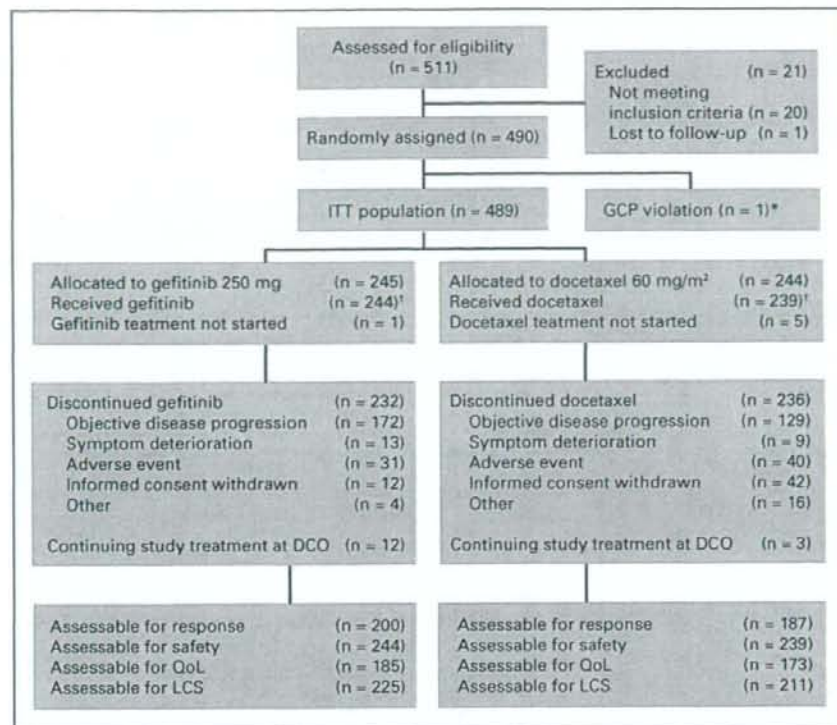 Assessed for eligibility
(n = 511)
Excluded (n = 21)
Not meeting
inclusion criteria (n = 20)
Lost to follow-up (n = 1)
Randomly assigned (n = 490)
ITT population (n = 489)
GCP violation (n = 1)*
Allocated to gefitinib 250 mg (n = 245)
Received gefitinib (n = 244)†
Gefitinib teatment not started (n = 1)
Allocated to docetaxel 60 mg/m² (n = 244)
Received docetaxel (n = 239)†
Docetaxel teatment not started (n = 5)
Discontinued gefitinib (n = 232)
Objective disease progression (n = 172)
Symptom deterioration (n = 13)
Adverse event (n = 31)
Informed consent withdrawn (n = 12)
Other (n = 4)
Continuing study treatment at DCO (n = 12)
Discontinued docetaxel (n = 236)
Objective disease progression (n = 129)
Symptom deterioration (n = 9)
Adverse event (n = 40)
Informed consent withdrawn (n = 42)
Other (n = 16)
Continuing study treatment at DCO (n = 3)
Assessable for response (n = 200)
Assessable for safety (n = 244)
Assessable for QoL (n = 185)
Assessable for LCS (n = 225)
Assessable for response (n = 187)
Assessable for safety (n = 239)
Assessable for QoL (n = 173)
Assessable for LCS (n = 211)